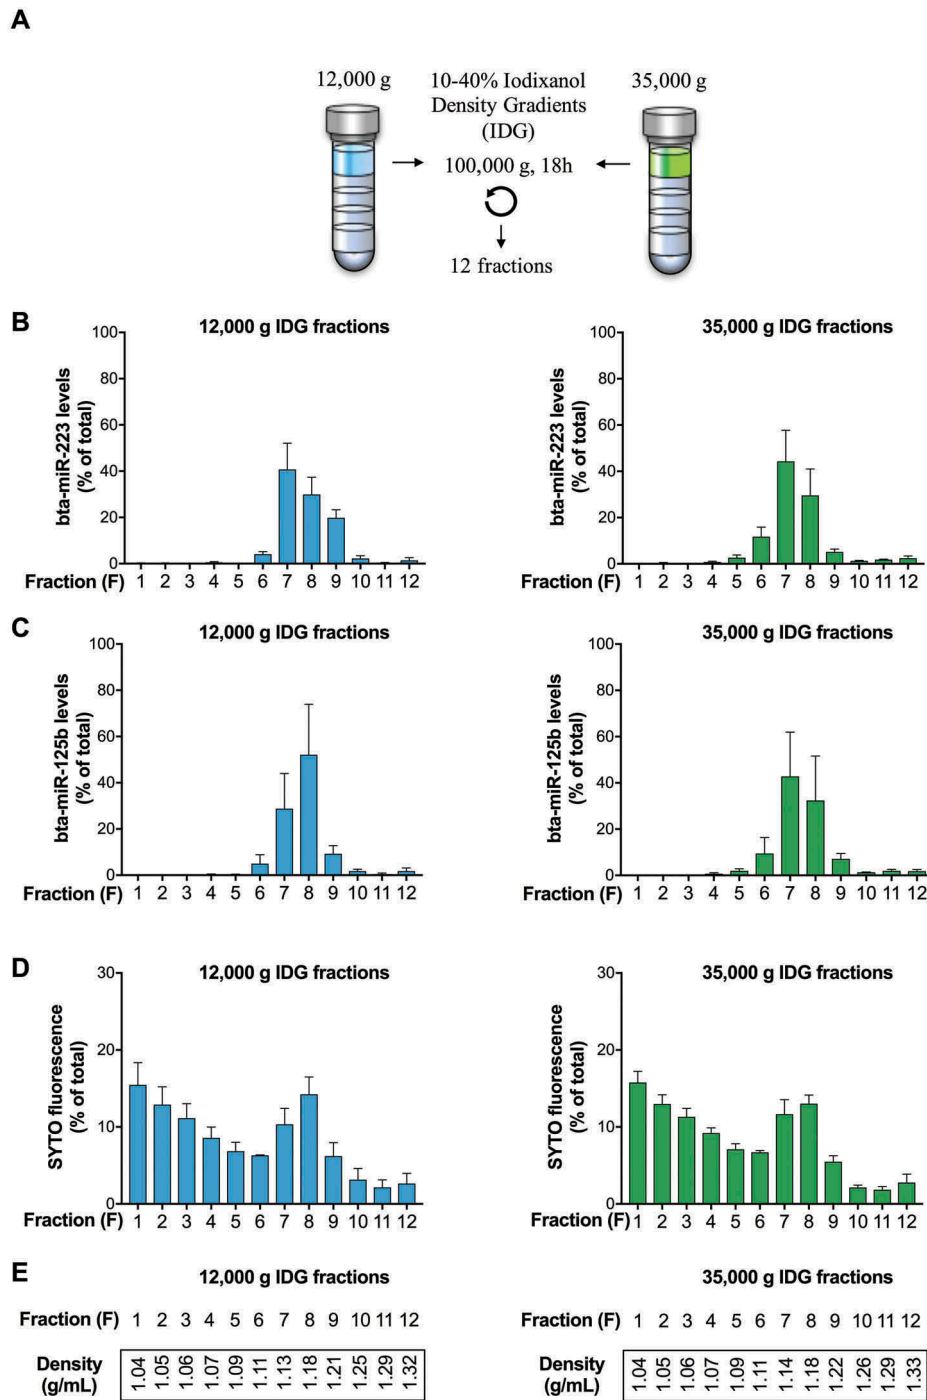 A
12,000 g
10-40% Iodixanol
Density Gradients
(IDG)
35,000 g
100,000 g, 18h
12 fractions
B
12,000 g IDG fractions
bta-miR-223 levels
(% of total)
100
80
60
40
20
0
Fraction (F) 1 2 3 4 5 6 7 8 9 10 11 12
35,000 g IDG fractions
bta-miR-223 levels
(% of total)
100
80
60
40
20
0
Fraction (F) 1 2 3 4 5 6 7 8 9 10 11 12
C
12,000 g IDG fractions
bta-miR-125b levels
(% of total)
100
80
60
40
20
0
Fraction (F) 1 2 3 4 5 6 7 8 9 10 11 12
35,000 g IDG fractions
bta-miR-125b levels
(% of total)
100
80
60
40
20
0
Fraction (F) 1 2 3 4 5 6 7 8 9 10 11 12
D
12,000 g IDG fractions
SYTO fluorescence
(% of total)
30
20
10
0
Fraction (F) 1 2 3 4 5 6 7 8 9 10 11 12
35,000 g IDG fractions
SYTO fluorescence
(% of total)
30
20
10
0
Fraction (F) 1 2 3 4 5 6 7 8 9 10 11 12
E
12,000 g IDG fractions
Fraction (F) 1 2 3 4 5 6 7 8 9 10 11 12
Density
(g/mL)
1.04 1.05 1.06 1.07 1.09 1.11 1.13 1.18 1.21 1.25 1.29 1.32
35,000 g IDG fractions
Fraction (F) 1 2 3 4 5 6 7 8 9 10 11 12
Density
(g/mL)
1.04 1.05 1.06 1.07 1.09 1.11 1.14 1.18 1.22 1.26 1.29 1.33